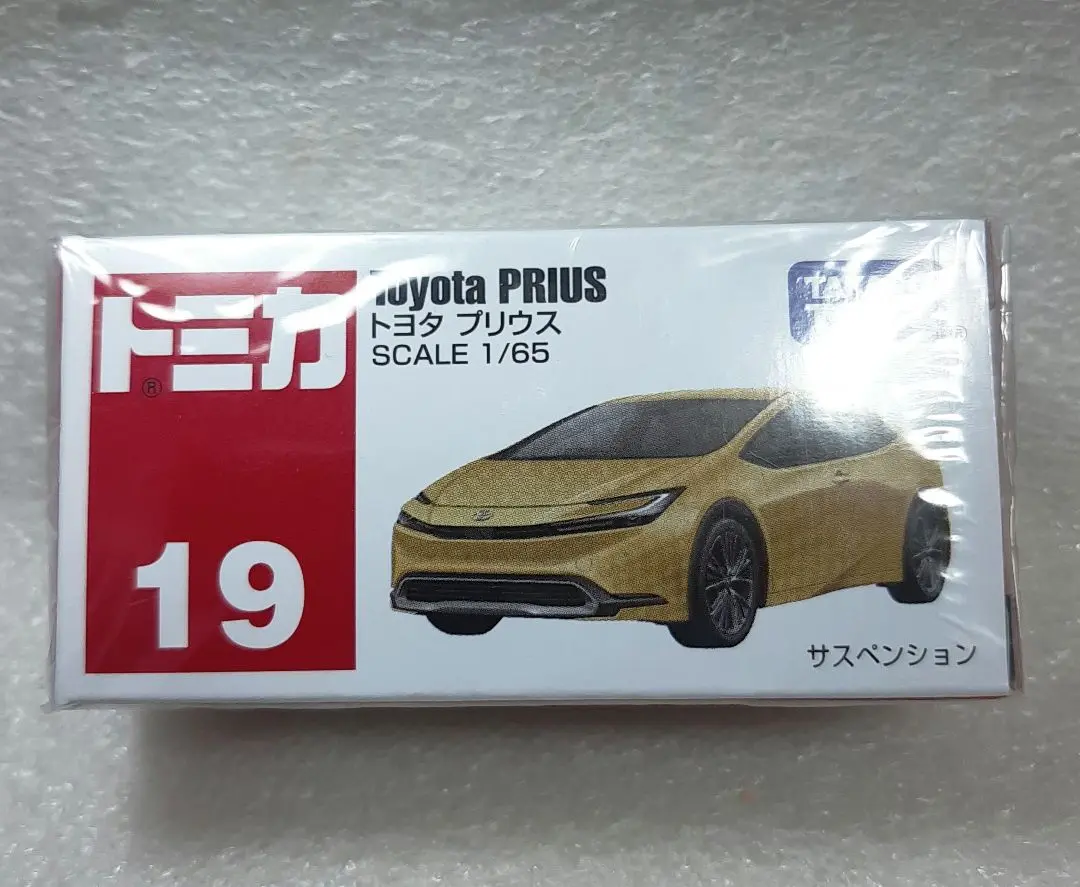 トミカ
®
19
Toyota PRIUS
トヨタ プリウス
SCALE 1/65
サスペンション